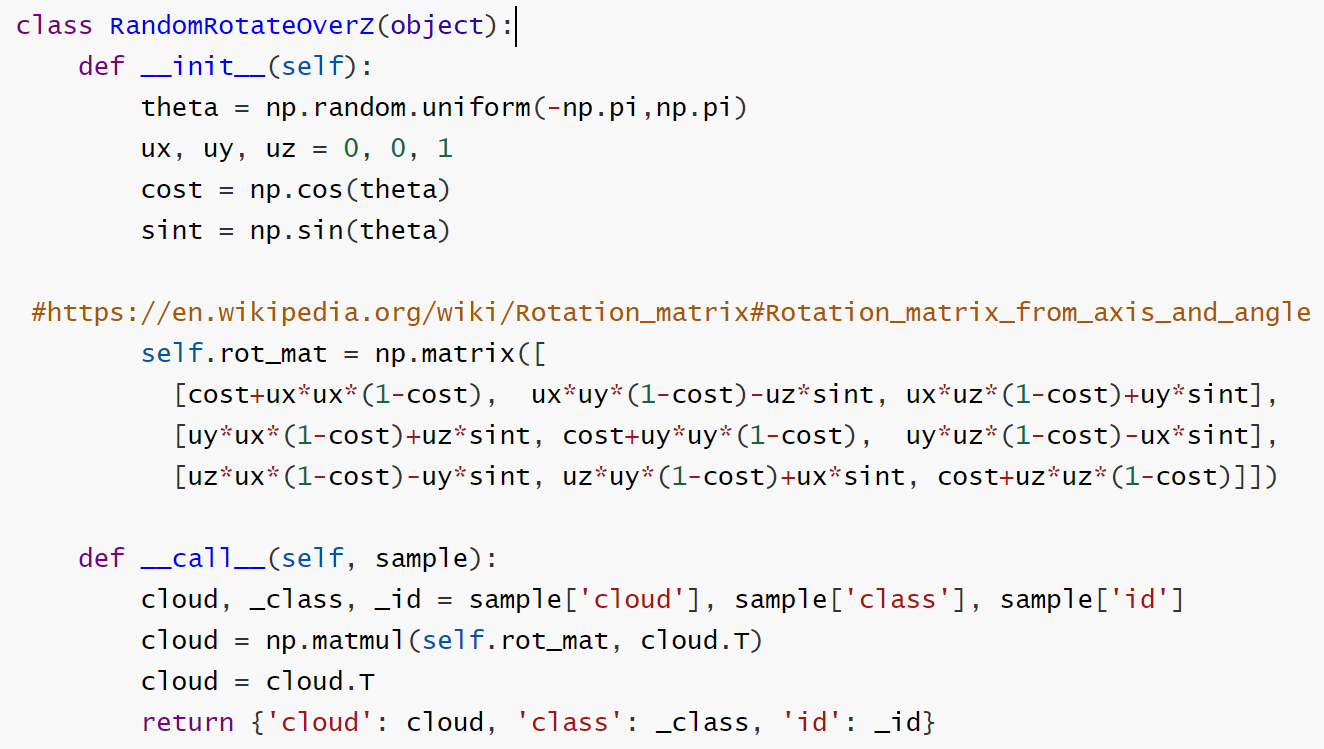 class RandomRotateOverZ(object):
    def __init__(self):
        theta = np.random.uniform(-np.pi,np.pi)
        ux, uy, uz = 0, 0, 1
        cost = np.cos(theta)
        sint = np.sin(theta)

 #https://en.wikipedia.org/wiki/Rotation_matrix#Rotation_matrix_from_axis_and_angle
        self.rot_mat = np.matrix([
          [cost+ux*ux*(1-cost),  ux*uy*(1-cost)-uz*sint, ux*uz*(1-cost)+uy*sint],
          [uy*ux*(1-cost)+uz*sint, cost+uy*uy*(1-cost),  uy*uz*(1-cost)-ux*sint],
          [uz*ux*(1-cost)-uy*sint, uz*uy*(1-cost)+ux*sint, cost+uz*uz*(1-cost)]])

    def __call__(self, sample):
        cloud, _class, _id = sample['cloud'], sample['class'], sample['id']
        cloud = np.matmul(self.rot_mat, cloud.T)
        cloud = cloud.T
        return {'cloud': cloud, 'class': _class, 'id': _id}